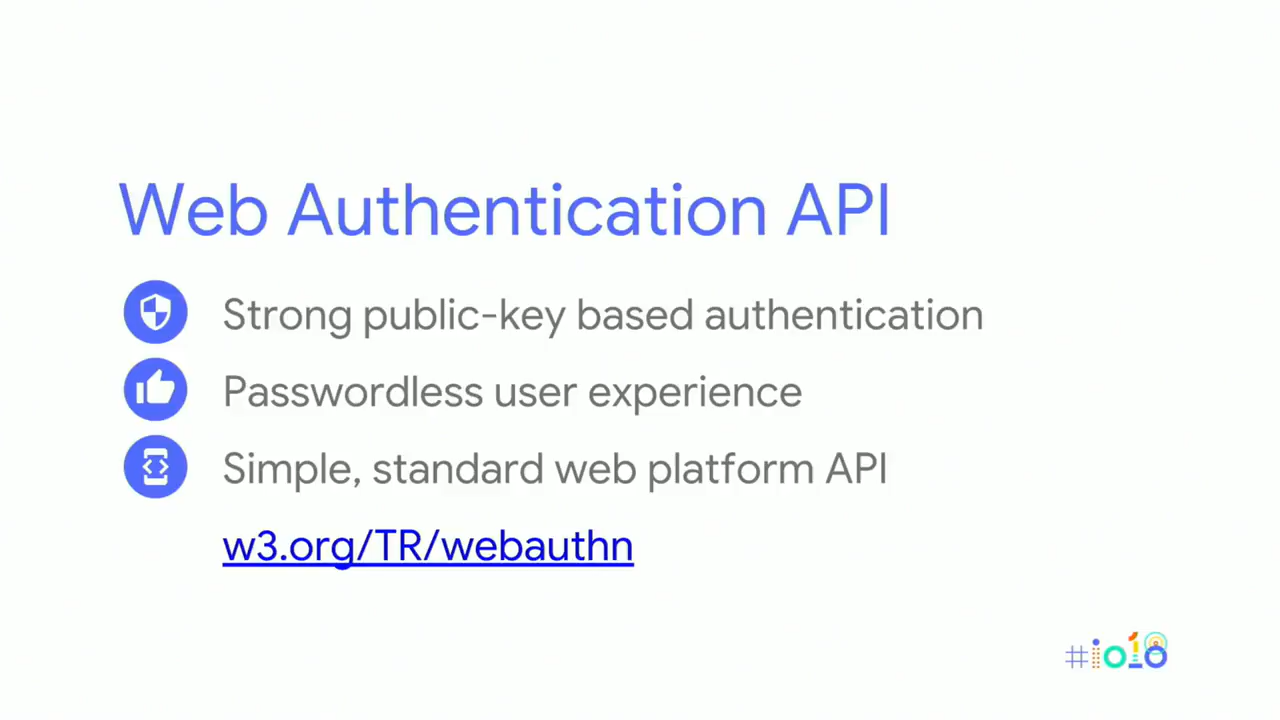 Web Authentication API
Strong public-key based authentication
Passwordless user experience
Simple, standard web platform API
w3.org/TR/webauthn
#io18